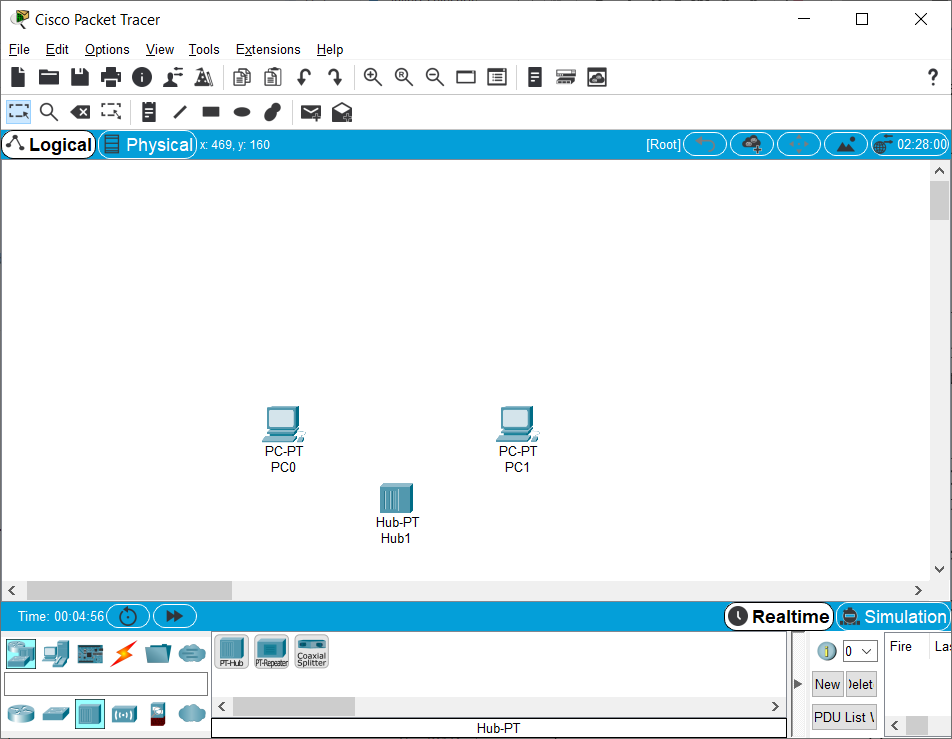 Cisco Packet Tracer
File Edit Options View Tools Extensions Help
R
?
Logical Physical x: 469, y: 160 [Root] 02:28:00
PC-PT PC-PT
PC0 PC1
Hub-PT
Hub1
Time: 00:04:56 Realtime Simulation
PT-Hub PT-Repeater Coaxial
Splitter
0 Fire Las
New Delet
PDU List \
Hub-PT